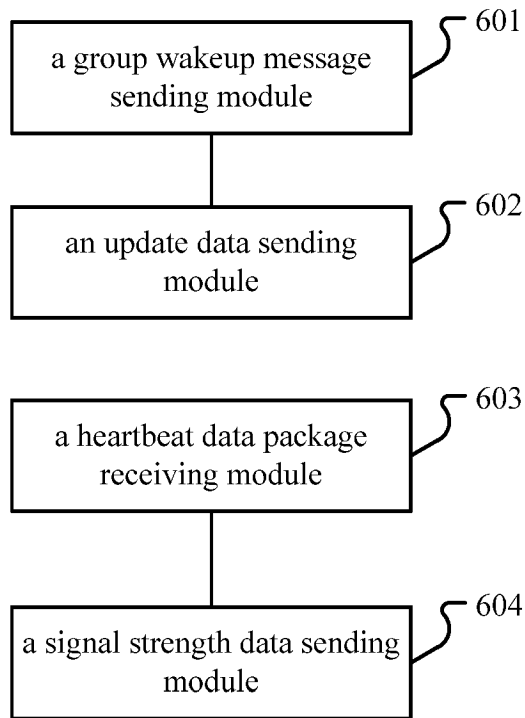 601
a group wakeup message
sending module
602
an update data sending
module
603
a heartbeat data package
receiving module
604
a signal strength data sending
module